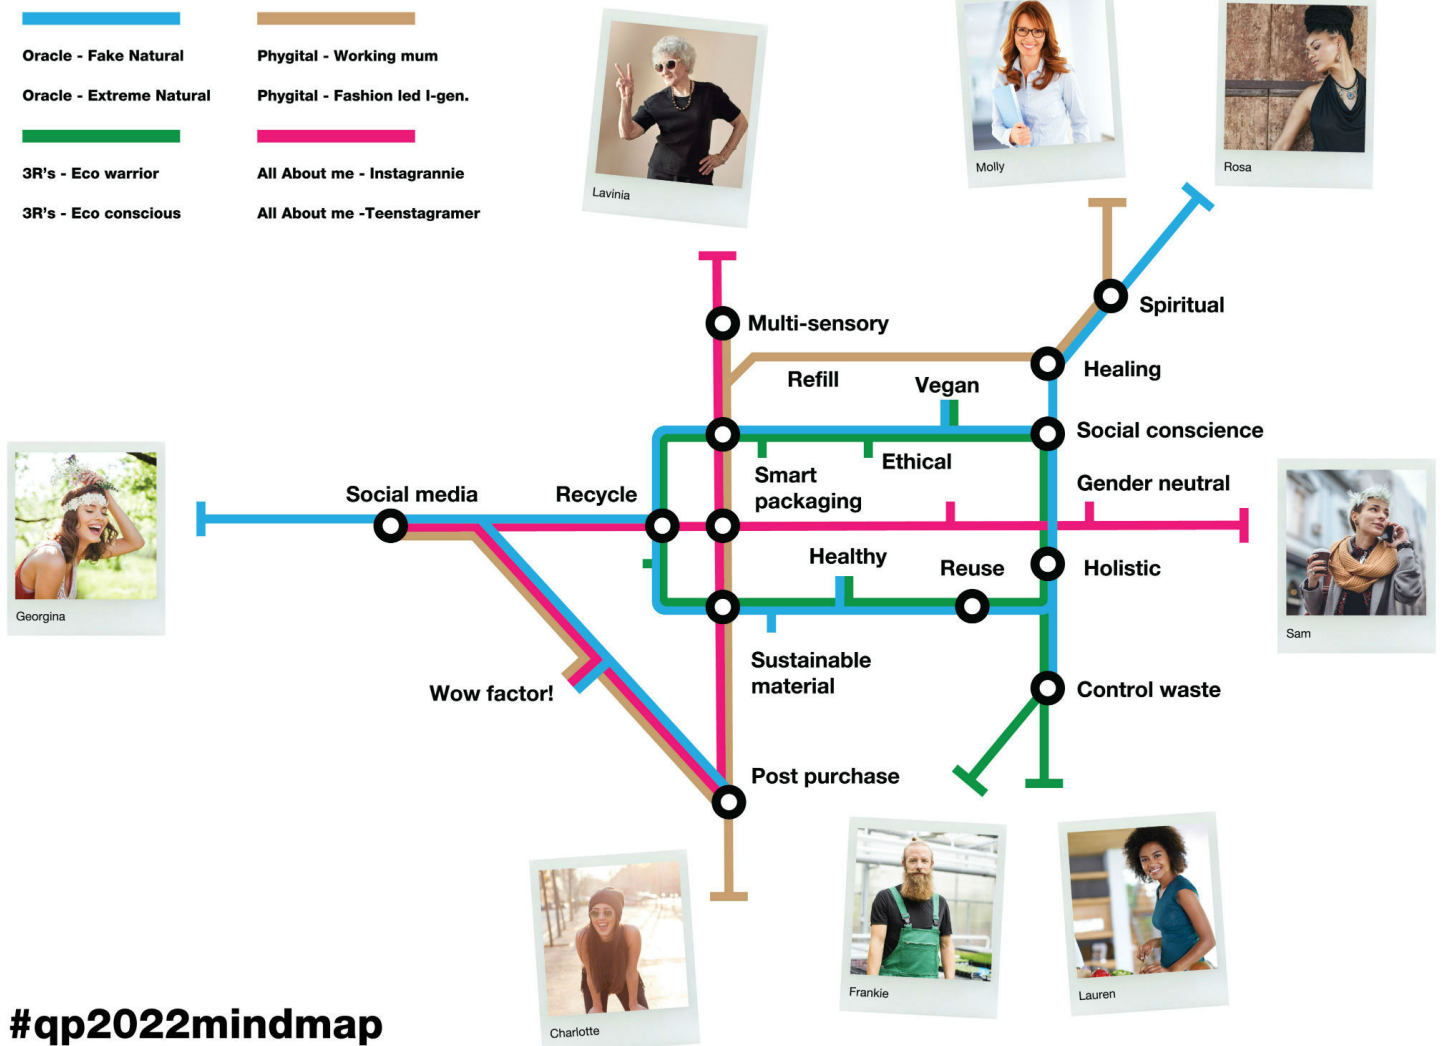 Oracle - Fake Natural
Oracle - Extreme Natural
Phygital - Working mum
Phygital - Fashion led I-gen.
3R's - Eco warrior
3R's - Eco conscious
All About me - Instagrannie
All About me -Teenstagramer
Lavinia
Molly
Rosa
Spiritual
Multi-sensory
Healing
Refill
Vegan
Social conscience
Ethical
Smart
packaging
Gender neutral
Social media
Recycle
Healthy
Reuse
Holistic
Georgina
Sam
Sustainable
material
Wow factor!
Control waste
Post purchase
Charlotte
Frankie
Lauren
#qp2022mindmap